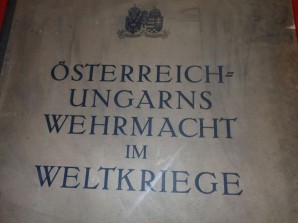 ÖSTERREICH=
UNGARNS
WEHRMACHT
IM
WELTKRIEGE